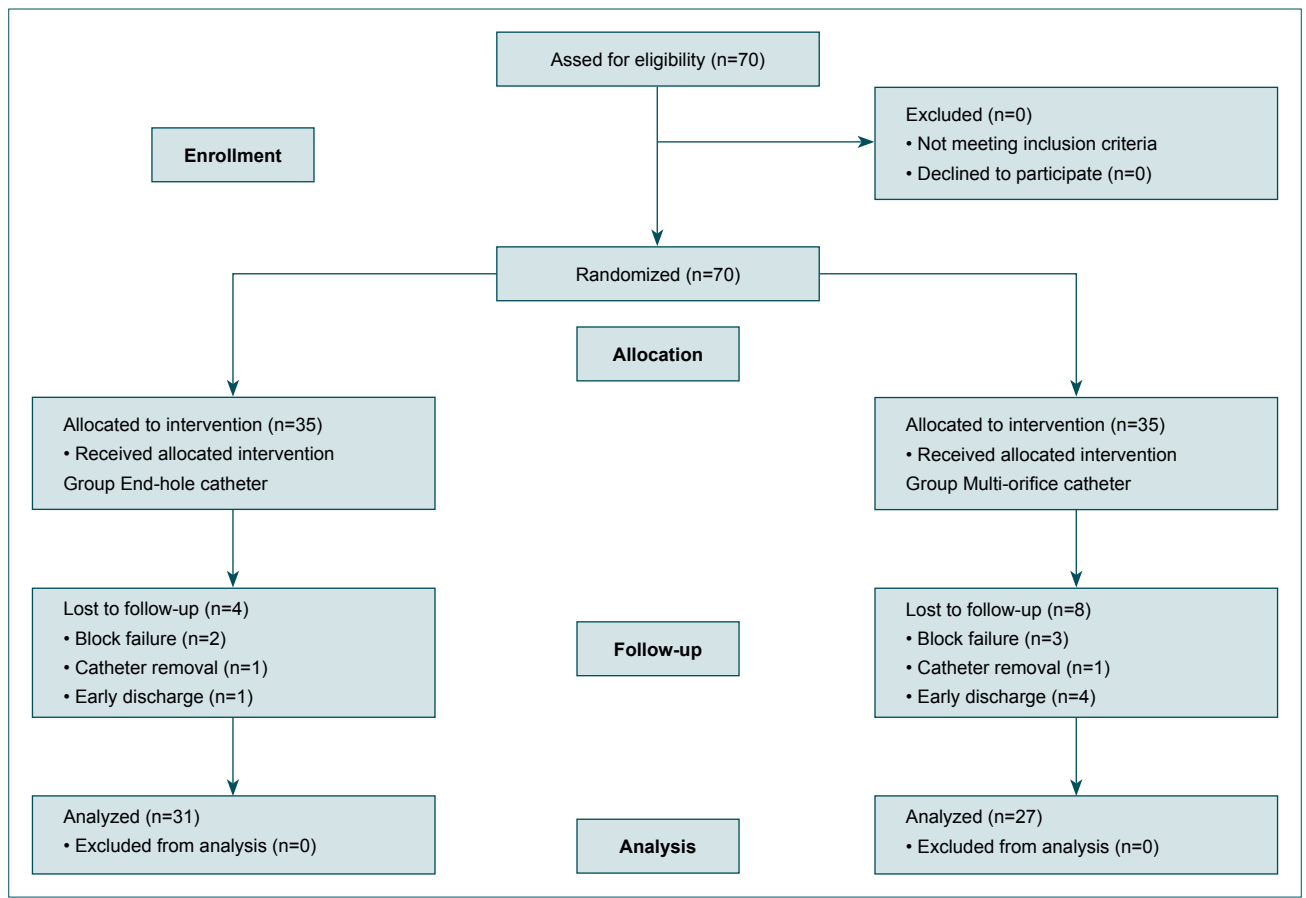 Assed for eligibility (n=70)
Excluded (n=0)
• Not meeting inclusion criteria
• Declined to participate (n=0)
Enrollment
Randomized (n=70)
Allocation
Allocated to intervention (n=35)
• Received allocated intervention
Group End-hole catheter
Allocated to intervention (n=35)
• Received allocated intervention
Group Multi-orifice catheter
Lost to follow-up (n=4)
• Block failure (n=2)
• Catheter removal (n=1)
• Early discharge (n=1)
Follow-up
Lost to follow-up (n=8)
• Block failure (n=3)
• Catheter removal (n=1)
• Early discharge (n=4)
Analyzed (n=31)
• Excluded from analysis (n=0)
Analysis
Analyzed (n=27)
• Excluded from analysis (n=0)